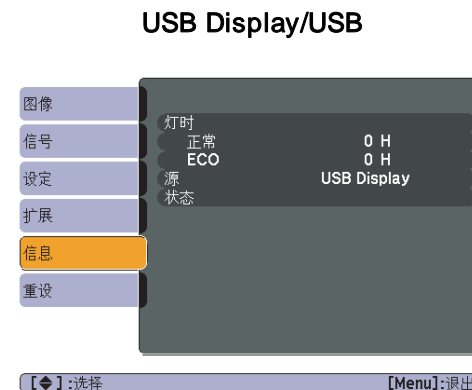 USB Display/USB
图像
信号
设定
扩展
信息
重设
灯时
正常 0 H
ECO 0 H
源 USB Display
状态
[◆]:选择 [Menu]:退出